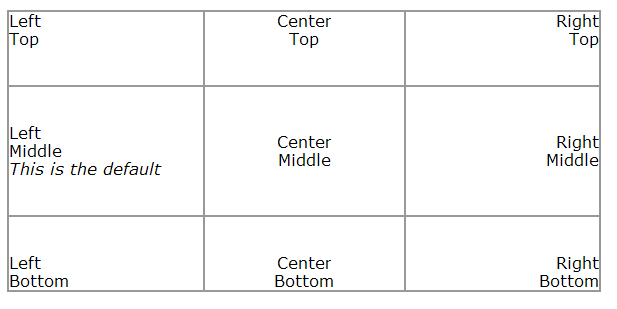 Left
Top
Center
Top
Right
Top
Left
Middle
This is the default
Center
Middle
Right
Middle
Left
Bottom
Center
Bottom
Right
Bottom